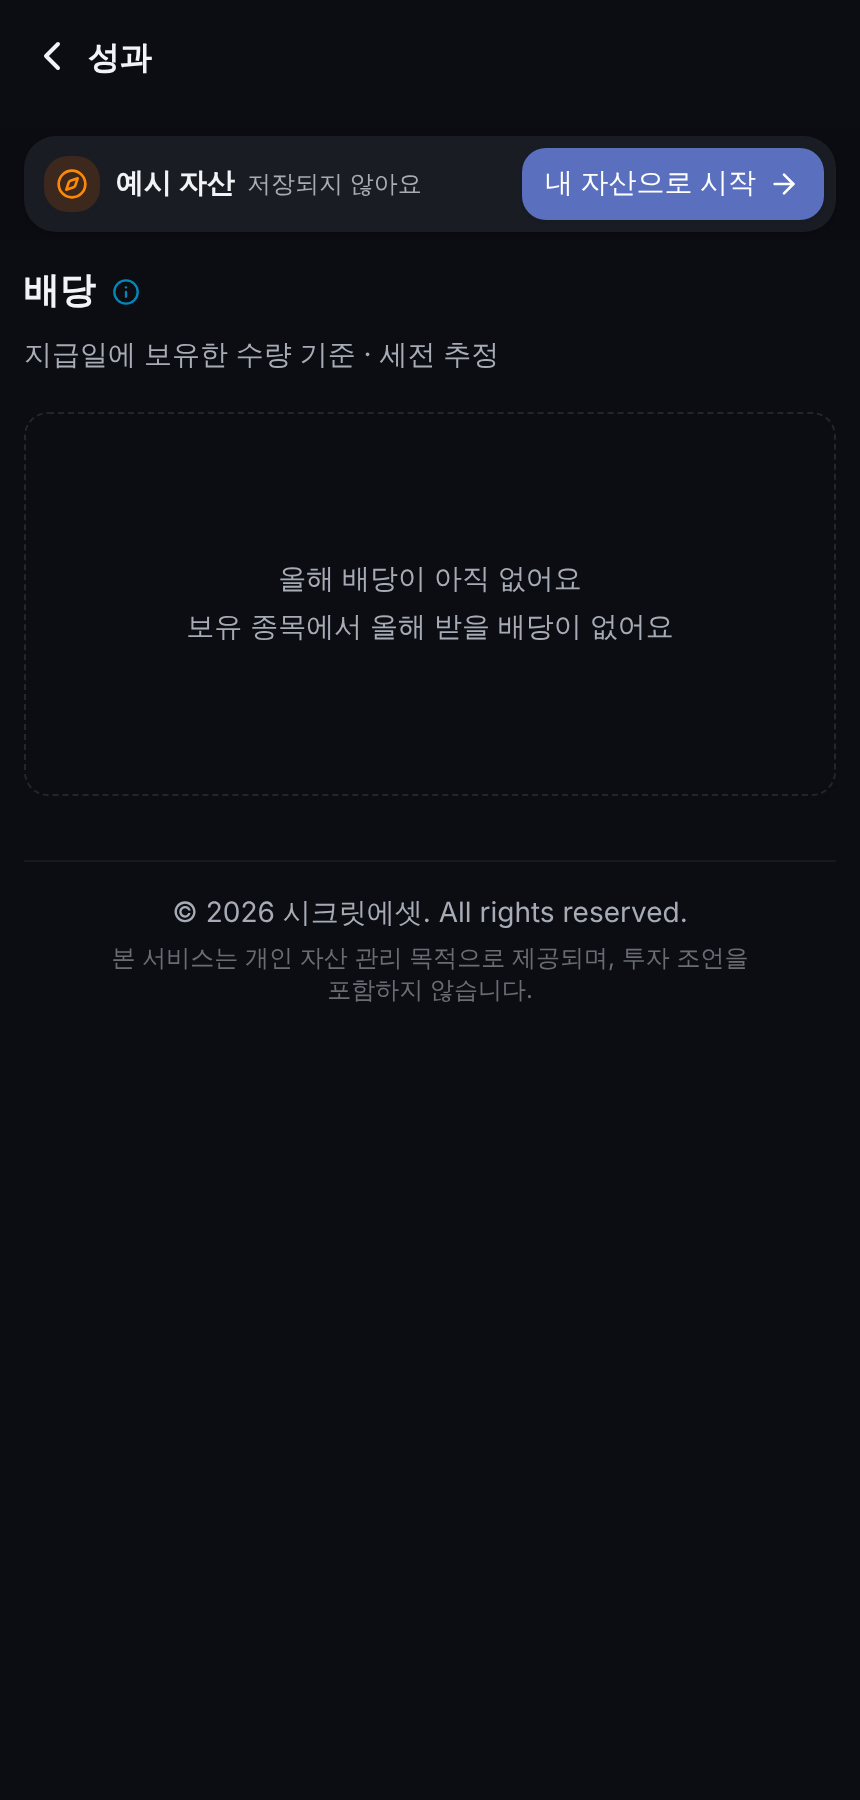 성과
예시 자산 저장되지 않아요
내 자산으로 시작
배당
지급일에 보유한 수량 기준 · 세전 추정
올해 배당이 아직 없어요
보유 종목에서 올해 받을 배당이 없어요
© 2026 시크릿에셋. All rights reserved.
본 서비스는 개인 자산 관리 목적으로 제공되며, 투자 조언을
포함하지 않습니다.